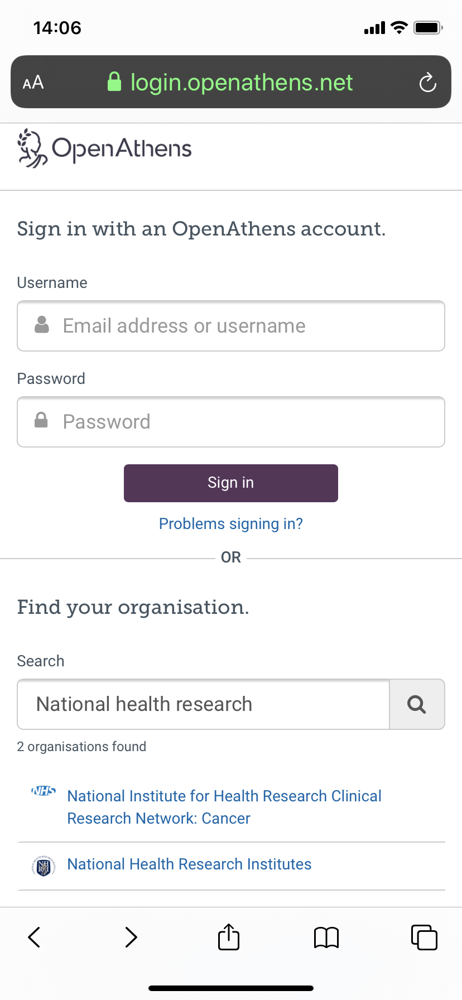 14:06
AA login.openathens.net
OpenAthens
Sign in with an OpenAthens account.
Username
Email address or username
Password
Password
Sign in
Problems signing in?
OR
Find your organisation.
Search
National health research
2 organisations found
NHS National Institute for Health Research Clinical
Research Network: Cancer
National Health Research Institutes